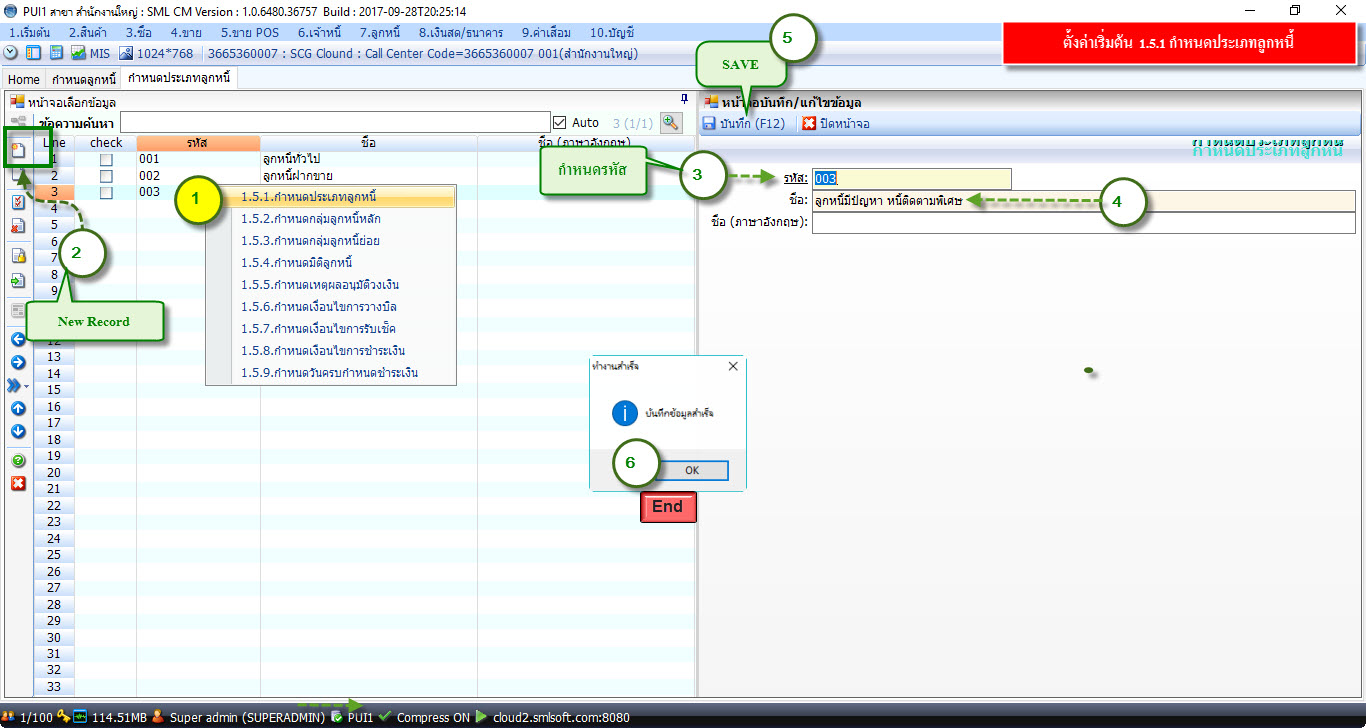 PUI1 สาขา สำนักงานใหญ่ : SML CM Version : 1.0.6480.36757 Build : 2017-09-28T20:25:14
1.เริ่มต้น 2.สินค้า 3.ซื้อ 4.ขาย 5.ขาย POS 6.เจ้าหนี้ 7.ลูกหนี้ 8.เงินสด/ธนาคาร 9.ค่าเสื่อม 10.บัญชี
MIS 1024*768 3665360007 : SCG Clound : Call Center Code=3665360007 001(สำนักงานใหญ่)
ตั้งค่าเริ่มต้น 1.5.1 กำหนดประเภทลูกหนี้
5
SAVE
Home กำหนดลูกหนี้ กำหนดประเภทลูกหนี้
หน้าจอเลือกข้อมูล
ข้อความค้นหา Auto 3 (1/1)
Line check รหัส ชื่อ ชื่อ (ภาษาอังกฤษ)
1 001 ลูกหนี้ทั่วไป
2 002 ลูกหนี้ฝากขาย
3 003
4
5
6
7
8
9
12
13
14
15
16
17
18
19
20
21
22
23
24
25
26
27
28
29
30
31
32
33
1
1.5.1.กำหนดประเภทลูกหนี้
1.5.2.กำหนดกลุ่มลูกหนี้หลัก
1.5.3.กำหนดกลุ่มลูกหนี้ย่อย
1.5.4.กำหนดมิติลูกหนี้
1.5.5.กำหนดเหตุผลอนุมัติวงเงิน
1.5.6.กำหนดเงื่อนไขการวางบิล
1.5.7.กำหนดเงื่อนไขการรับเช็ค
1.5.8.กำหนดเงื่อนไขการชำระเงิน
1.5.9.กำหนดวันครบกำหนดชำระเงิน
2
New Record
หน้าจอบันทึก/แก้ไขข้อมูล
บันทึก (F12) ปิดหน้าจอ
กำหนดประเภทลูกหนี้
กำหนดรหัส
3
รหัส: 003
ชื่อ: ลูกหนี้มีปัญหา หนี้ติดตามพิเศษ
4
ชื่อ (ภาษาอังกฤษ):
ทำงานสำเร็จ
บันทึกข้อมูลสำเร็จ
6
OK
End
1/100 114.51MB Super admin (SUPERADMIN) PUI1 Compress ON cloud2.smlsoft.com:8080